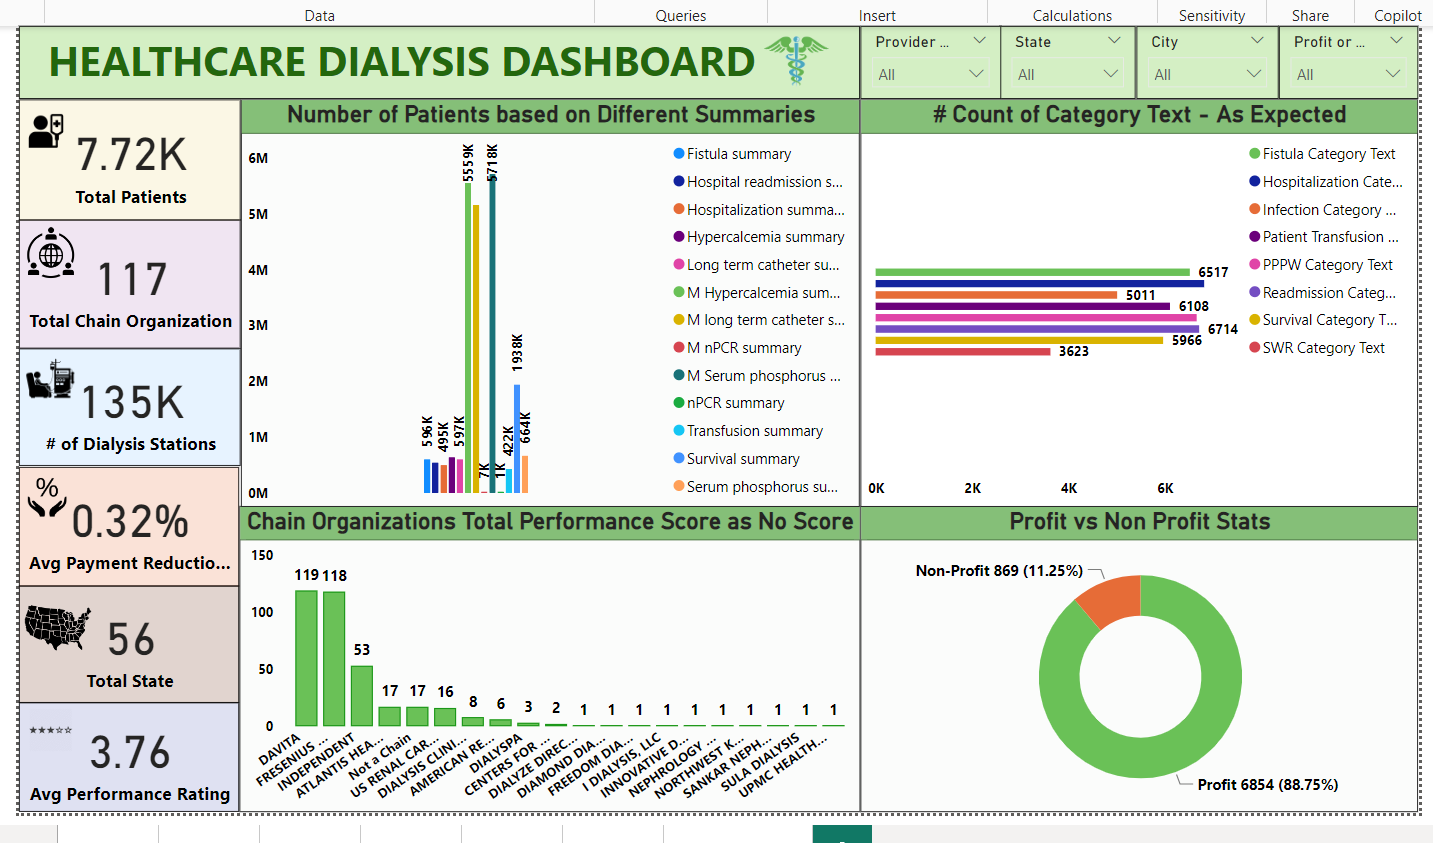 Data Queries Insert Calculations Sensitivity Share Copilot
HEALTHCARE DIALYSIS DASHBOARD
Provider ... State City Profit or ...
All All All All
7.72K
Total Patients
117
Total Chain Organization
135K
# of Dialysis Stations
%
0.32%
Avg Payment Reductio...
56
Total State
3.76
Avg Performance Rating
Number of Patients based on Different Summaries
6M
5M
4M
3M
2M
1M
0M
596K
495K
597K
5559K
7K
5718K
1K
422K
1938K
664K
Fistula summary
Hospital readmission s...
Hospitalization summa...
Hypercalcemia summary
Long term catheter su...
M Hypercalcemia sum...
M long term catheter s...
M nPCR summary
M Serum phosphorus ...
nPCR summary
Transfusion summary
Survival summary
Serum phosphorus su...
# Count of Category Text - As Expected
6517
5011
6108
6714
5966
3623
0K 2K 4K 6K
Fistula Category Text
Hospitalization Cate...
Infection Category ...
Patient Transfusion ...
PPPW Category Text
Readmission Categ...
Survival Category T...
SWR Category Text
Chain Organizations Total Performance Score as No Score
150
100
50
0
119 118 53 17 17 16 8 6 3 2 1 1 1 1 1 1 1 1 1 1
DAVITA
FRESENIUS ...
INDEPENDENT
ATLANTIS HEA...
Not a Chain
US RENAL CAR...
DIALYSIS CLINI...
AMERICAN RE...
DIALYSPA
CENTERS FOR ...
DIALYZE DIREC...
DIAMOND DIA...
FREEDOM DIA...
I DIALYSIS, LLC
INNOVATIVE D...
NEPHROLOGY ...
NORTHWEST K...
SANKAR NEPH...
SULA DIALYSIS
UPMC HEALTH...
Profit vs Non Profit Stats
Non-Profit 869 (11.25%)
Profit 6854 (88.75%)